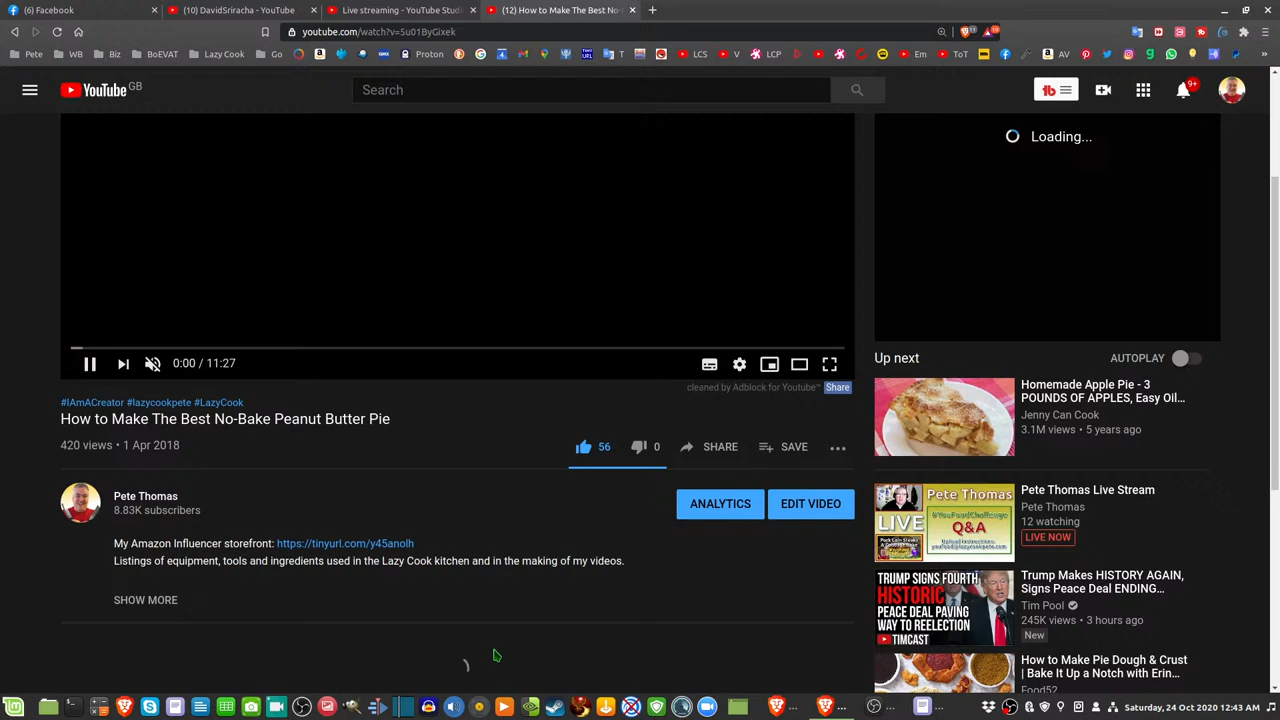 (6) Facebook
(10) DavidSriracha - YouTube
Live streaming - YouTube Studi
(12) How to Make The Best No-
youtube.com/watch?v=5u01ByGixek
Pete
WB
Biz
BoEVAT
Lazy Cook
Go
Proton
T
LCS
V
LCP
Em
ToT
AV
YouTube GB
Search
9+
Loading...
0:00 / 11:27
cleaned by Adblock for Youtube™ Share
#IAmACreator #lazycookpete #LazyCook
How to Make The Best No-Bake Peanut Butter Pie
420 views • 1 Apr 2018
56
0
SHARE
SAVE
Pete Thomas
8.83K subscribers
ANALYTICS
EDIT VIDEO
My Amazon Influencer storefront: https://tinyurl.com/y45anolh
Listings of equipment, tools and ingredients used in the Lazy Cook kitchen and in the making of my videos.
SHOW MORE
Up next
AUTOPLAY
Homemade Apple Pie - 3
POUNDS OF APPLES, Easy Oil...
Jenny Can Cook
3.1M views • 5 years ago
Pete Thomas
LIVE
#YouFoodChallenge
Q&A
Pete Thomas Live Stream
Pete Thomas
12 watching
LIVE NOW
TRUMP SIGNS FOURTH
HISTORIC
PEACE DEAL PAVING
WAY TO REELECTION
TIMCAST
Trump Makes HISTORY AGAIN,
Signs Peace Deal ENDING...
Tim Pool
245K views • 3 hours ago
New
How to Make Pie Dough & Crust
| Bake It Up a Notch with Erin...
Food52
Saturday, 24 Oct 2020 12:43 AM